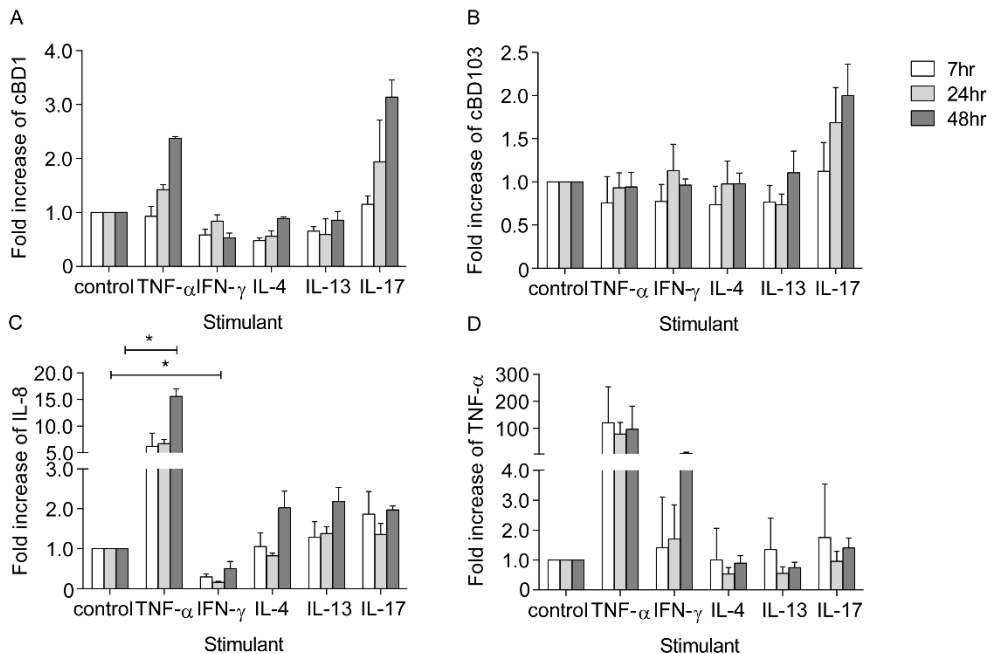 A
Fold increase of cBD1
4.0
3.0
2.0
1.0
0
control TNF-α IFN-γ IL-4 IL-13 IL-17
Stimulant
B
Fold increase of cBD103
2.5
2.0
1.5
1.0
0.5
0
control TNF-α IFN-γ IL-4 IL-13 IL-17
Stimulant
7hr
24hr
48hr
C
*
*
Fold increase of IL-8
20.0
15.0
10.0
5.0
2.0
1.0
0
control TNF-α IFN-γ IL-4 IL-13 IL-17
Stimulant
D
Fold increase of TNF-α
300
200
100
4.0
3.0
2.0
1.0
0
control TNF-α IFN-γ IL-4 IL-13 IL-17
Stimulant